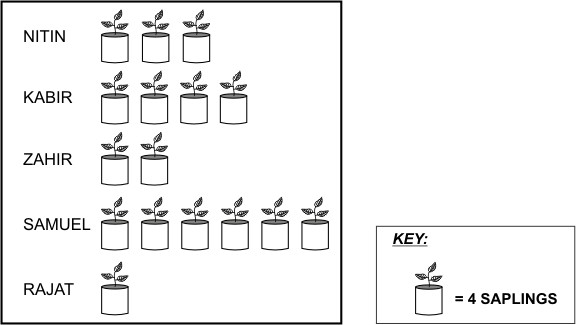 NITIN
KABIR
ZAHIR
SAMUEL
RAJAT
KEY:
= 4 SAPLINGS